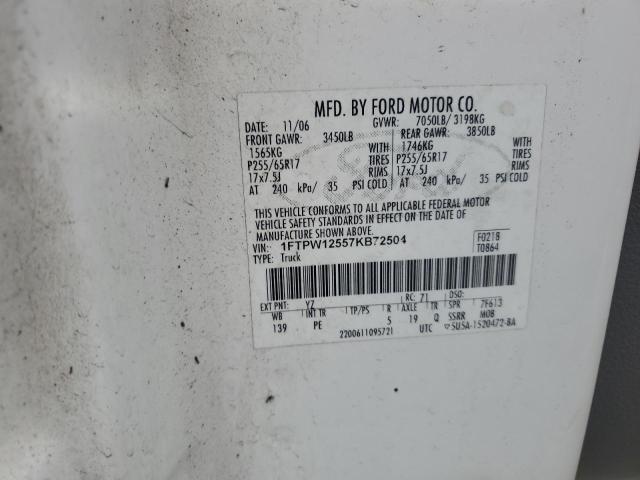 MFD. BY FORD MOTOR CO.
DATE: 11/06 GVWR: 7050LB/ 3198KG
FRONT GAWR: 3450LB REAR GAWR: 3850LB
1565KG WITH 1746KG WITH
P255/65R17 TIRES P255/65R17 TIRES
17x7.5J RIMS 17x7.5J RIMS
AT 240 kPa/ 35 PSI COLD AT 240 kPa/ 35 PSI COLD
THIS VEHICLE CONFORMS TO ALL APPLICABLE FEDERAL MOTOR
VEHICLE SAFETY STANDARDS IN EFFECT ON THE DATE OF
MANUFACTURE SHOWN ABOVE.
VIN: 1FTPW12557KB72504 F0218
TYPE: Truck T0864
EXT PNT: YZ RC: 71 DSO:
WB INT TR TP/PS R AXLE TR SPR 7F613
139 PE 5 19 Q SSRR MOB
2200611095721 UTC ▽5USA-1520472-BA